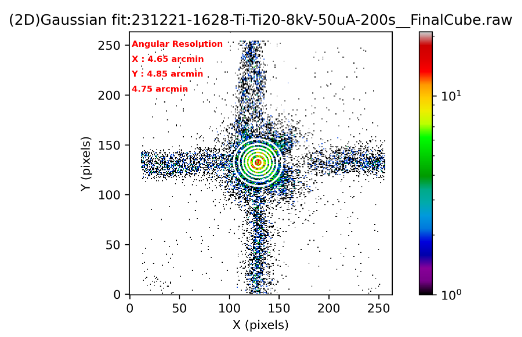 (2D)Gaussian fit:231221-1628-Ti-Ti20-8kV-50uA-200s__FinalCube.raw
Angular Resolution
X : 4.65 arcmin
Y : 4.85 arcmin
4.75 arcmin
Y (pixels)
250
200
150
100
50
0
0 50 100 150 200 250
X (pixels)
10¹
10⁰